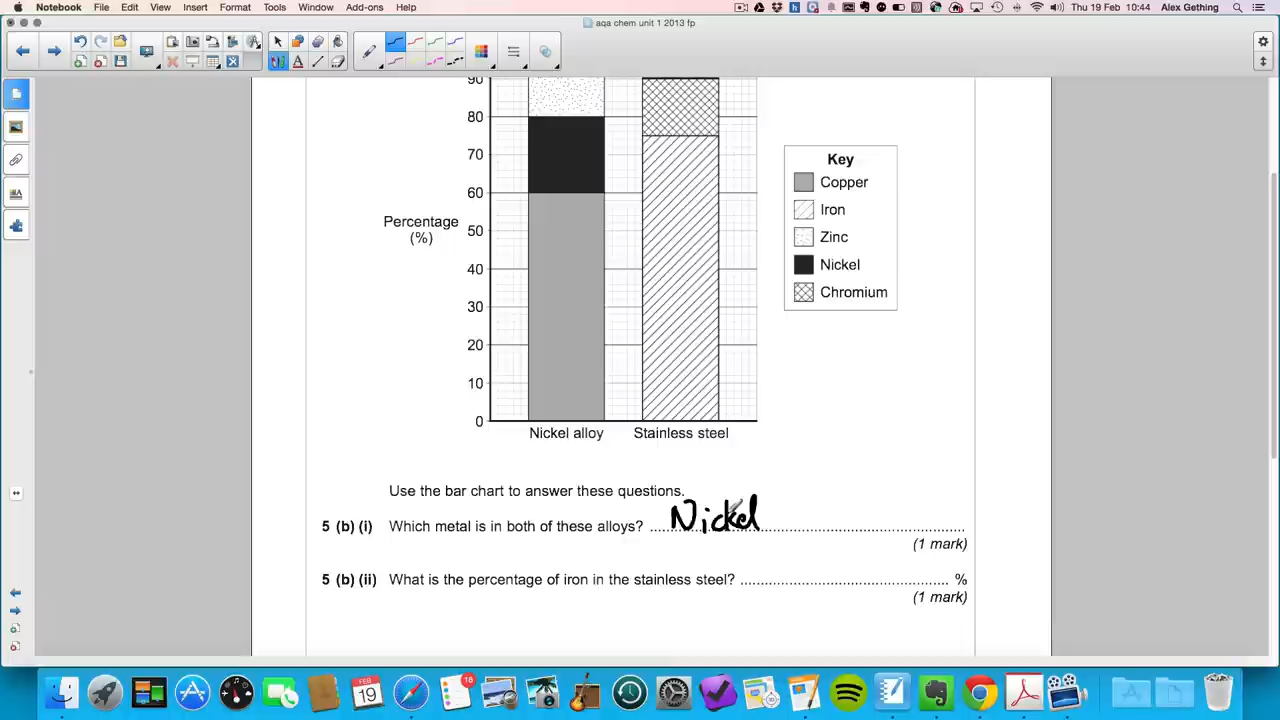 Notebook File Edit View Insert Format Tools Window Add-ons Help Thu 19 Feb 10:44 Alex Gething
aqa chem unit 1 2013 fp
90
80
70
60
50
40
30
20
10
0
Percentage
(%)
Nickel alloy Stainless steel
Key
Copper
Iron
Zinc
Nickel
Chromium
Use the bar chart to answer these questions.
5 (b) (i) Which metal is in both of these alloys? Nickel
(1 mark)
5 (b) (ii) What is the percentage of iron in the stainless steel? %
(1 mark)
FEB
19
18